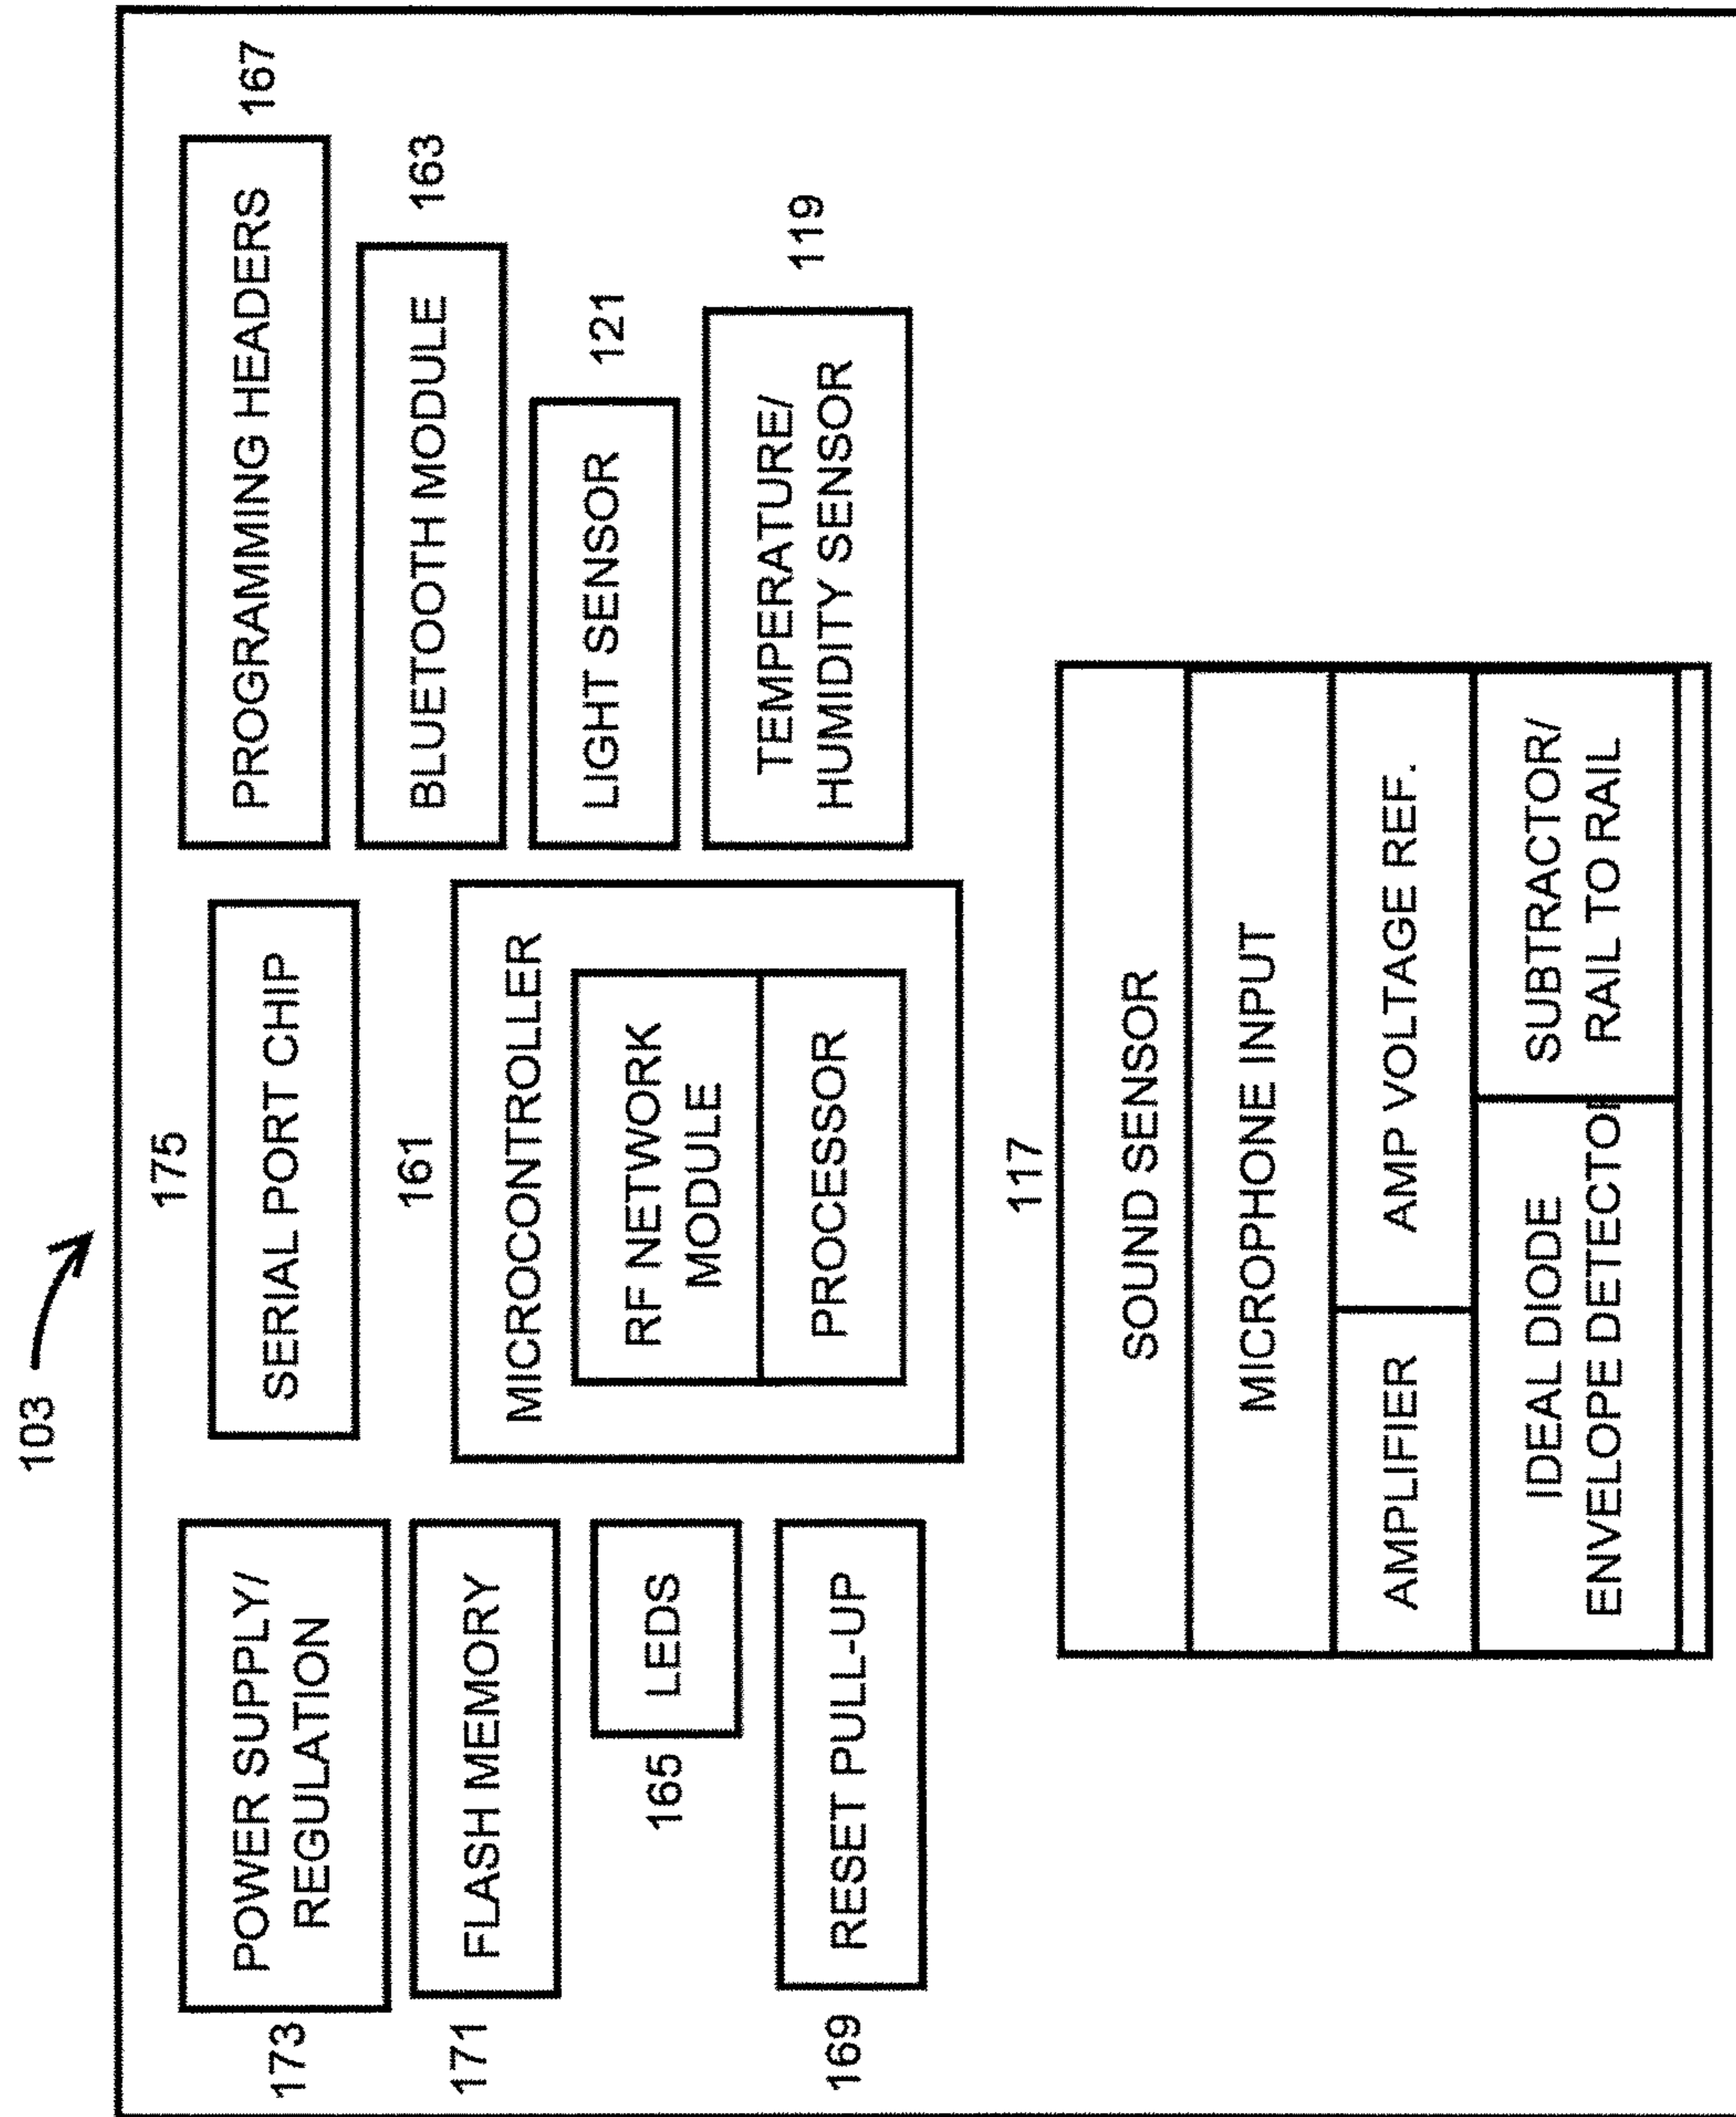 103
175
173
POWER SUPPLY/
REGULATION
SERIAL PORT CHIP
PROGRAMMING HEADERS
167
171
FLASH MEMORY
161
MICROCONTROLLER
RF NETWORK
MODULE
PROCESSOR
BLUETOOTH MODULE
163
165
LEDS
LIGHT SENSOR
121
169
RESET PULL-UP
TEMPERATURE/
HUMIDITY SENSOR
119
117
SOUND SENSOR
MICROPHONE INPUT
AMPLIFIER
AMP VOLTAGE REF.
IDEAL DIODE
ENVELOPE DETECTOR
SUBTRACTOR/
RAIL TO RAIL